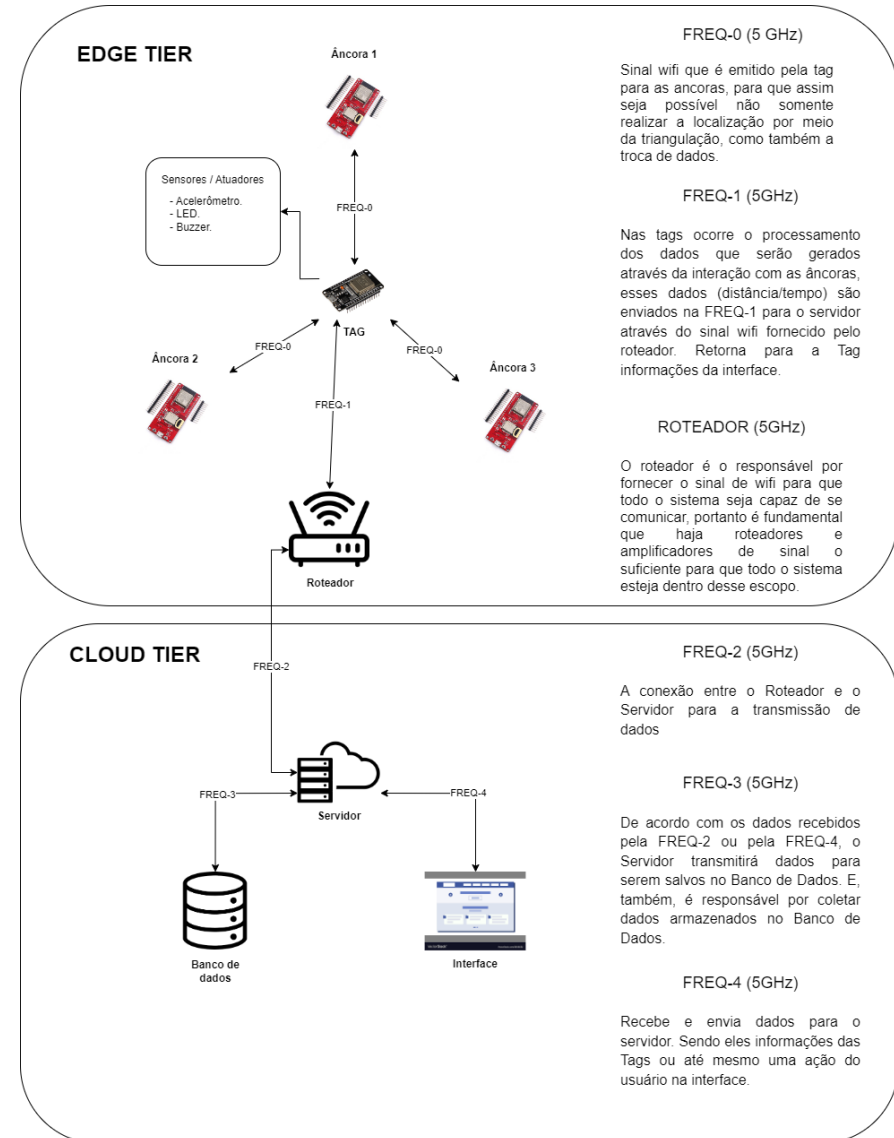 EDGE TIER
Âncora 1
Sensores / Atuadores
- Acelerômetro.
- LED.
- Buzzer.
FREQ-0
TAG
FREQ-0
FREQ-0
Âncora 2
Âncora 3
FREQ-1
Roteador
FREQ-0 (5 GHz)
Sinal wifi que é emitido pela tag
para as ancoras, para que assim
seja possível não somente
realizar a localização por meio
da triangulação, como também a
troca de dados.
FREQ-1 (5GHz)
Nas tags ocorre o processamento
dos dados que serão gerados
através da interação com as âncoras,
esses dados (distância/tempo) são
enviados na FREQ-1 para o servidor
através do sinal wifi fornecido pelo
roteador. Retorna para a Tag
informações da interface.
ROTEADOR (5GHz)
O roteador é o responsável por
fornecer o sinal de wifi para que
todo o sistema seja capaz de se
comunicar, portanto é fundamental
que haja roteadores e
amplificadores de sinal o
suficiente para que todo o sistema
esteja dentro desse escopo.
CLOUD TIER
FREQ-2
FREQ-3
FREQ-4
Servidor
Banco de
dados
Interface
FREQ-2 (5GHz)
A conexão entre o Roteador e o
Servidor para a transmissão de
dados
FREQ-3 (5GHz)
De acordo com os dados recebidos
pela FREQ-2 ou pela FREQ-4, o
Servidor transmitirá dados para
serem salvos no Banco de Dados. E,
também, é responsável por coletar
dados armazenados no Banco de
Dados.
FREQ-4 (5GHz)
Recebe e envia dados para o
servidor. Sendo eles informações das
Tags ou até mesmo uma ação do
usuário na interface.